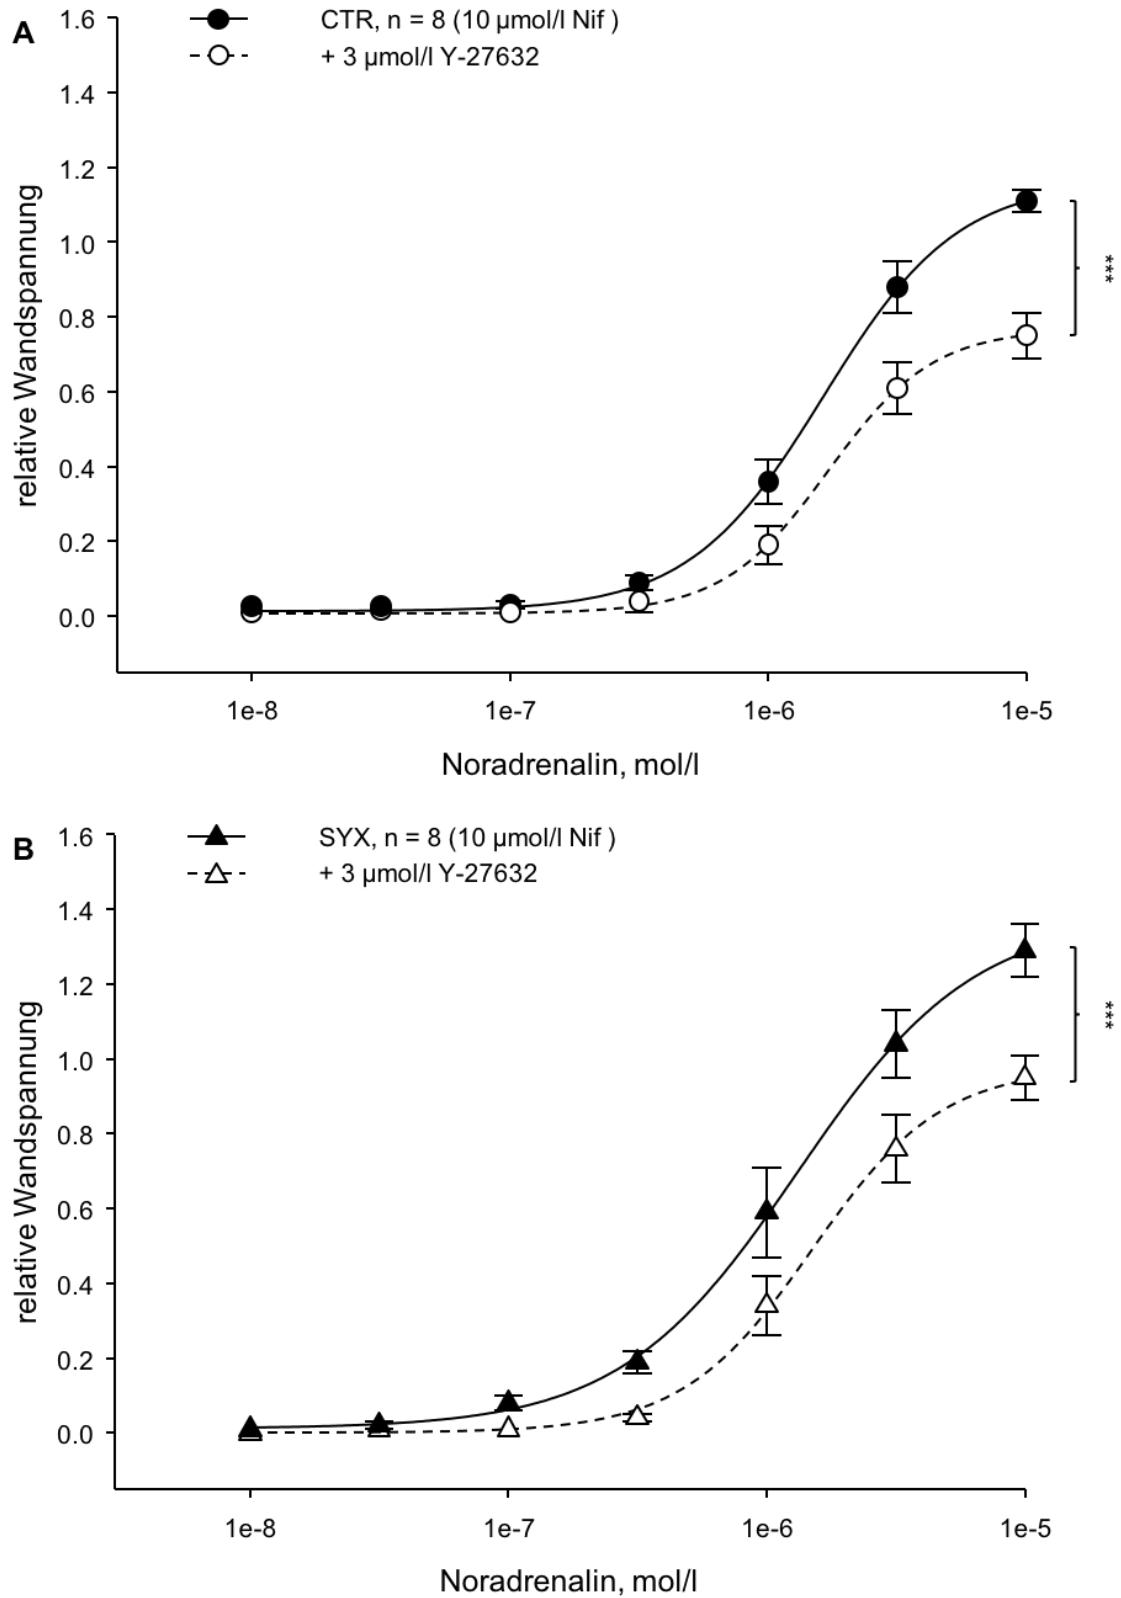 A
CTR, n = 8 (10 µmol/l Nif )
+ 3 µmol/l Y-27632
relative Wandspannung
1.6
1.4
1.2
1.0
0.8
0.6
0.4
0.2
0.0
***
1e-8 1e-7 1e-6 1e-5
Noradrenalin, mol/l
B
SYX, n = 8 (10 µmol/l Nif )
+ 3 µmol/l Y-27632
relative Wandspannung
1.6
1.4
1.2
1.0
0.8
0.6
0.4
0.2
0.0
***
1e-8 1e-7 1e-6 1e-5
Noradrenalin, mol/l